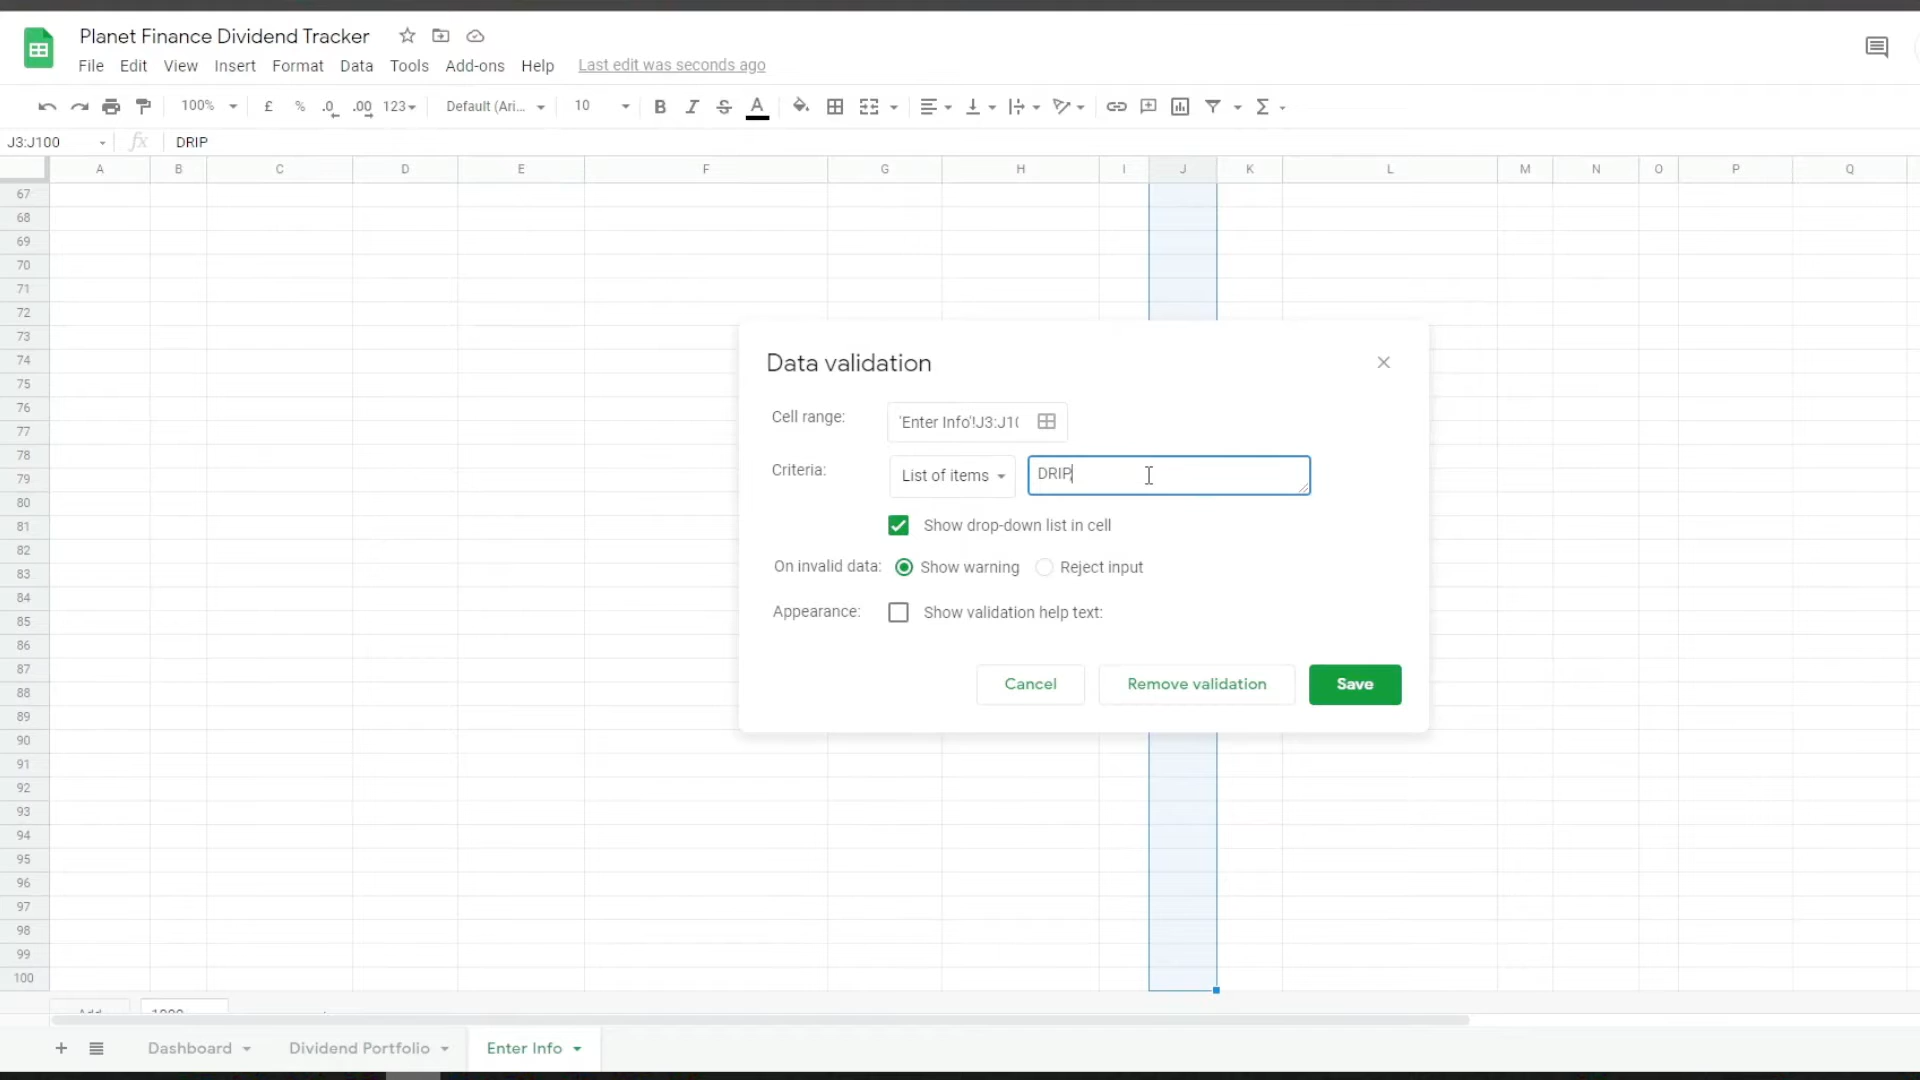 Planet Finance Dividend Tracker
File Edit View Insert Format Data Tools Add-ons Help Last edit was seconds ago
100% £ % .0 .00 123 Default (Ari... 10 B I S A Σ
J3:J100 fx DRIP
A B C D E F G H I J K L M N O P Q
67
68
69
70
71
72
73
74
75
76
77
78
79
80
81
82
83
84
85
86
87
88
89
90
91
92
93
94
95
96
97
98
99
100
Data validation
Cell range: 'Enter Info'!J3:J10
Criteria: List of items DRIP
Show drop-down list in cell
On invalid data: Show warning Reject input
Appearance: Show validation help text:
Cancel Remove validation Save
Add 1000
+ Dashboard Dividend Portfolio Enter Info